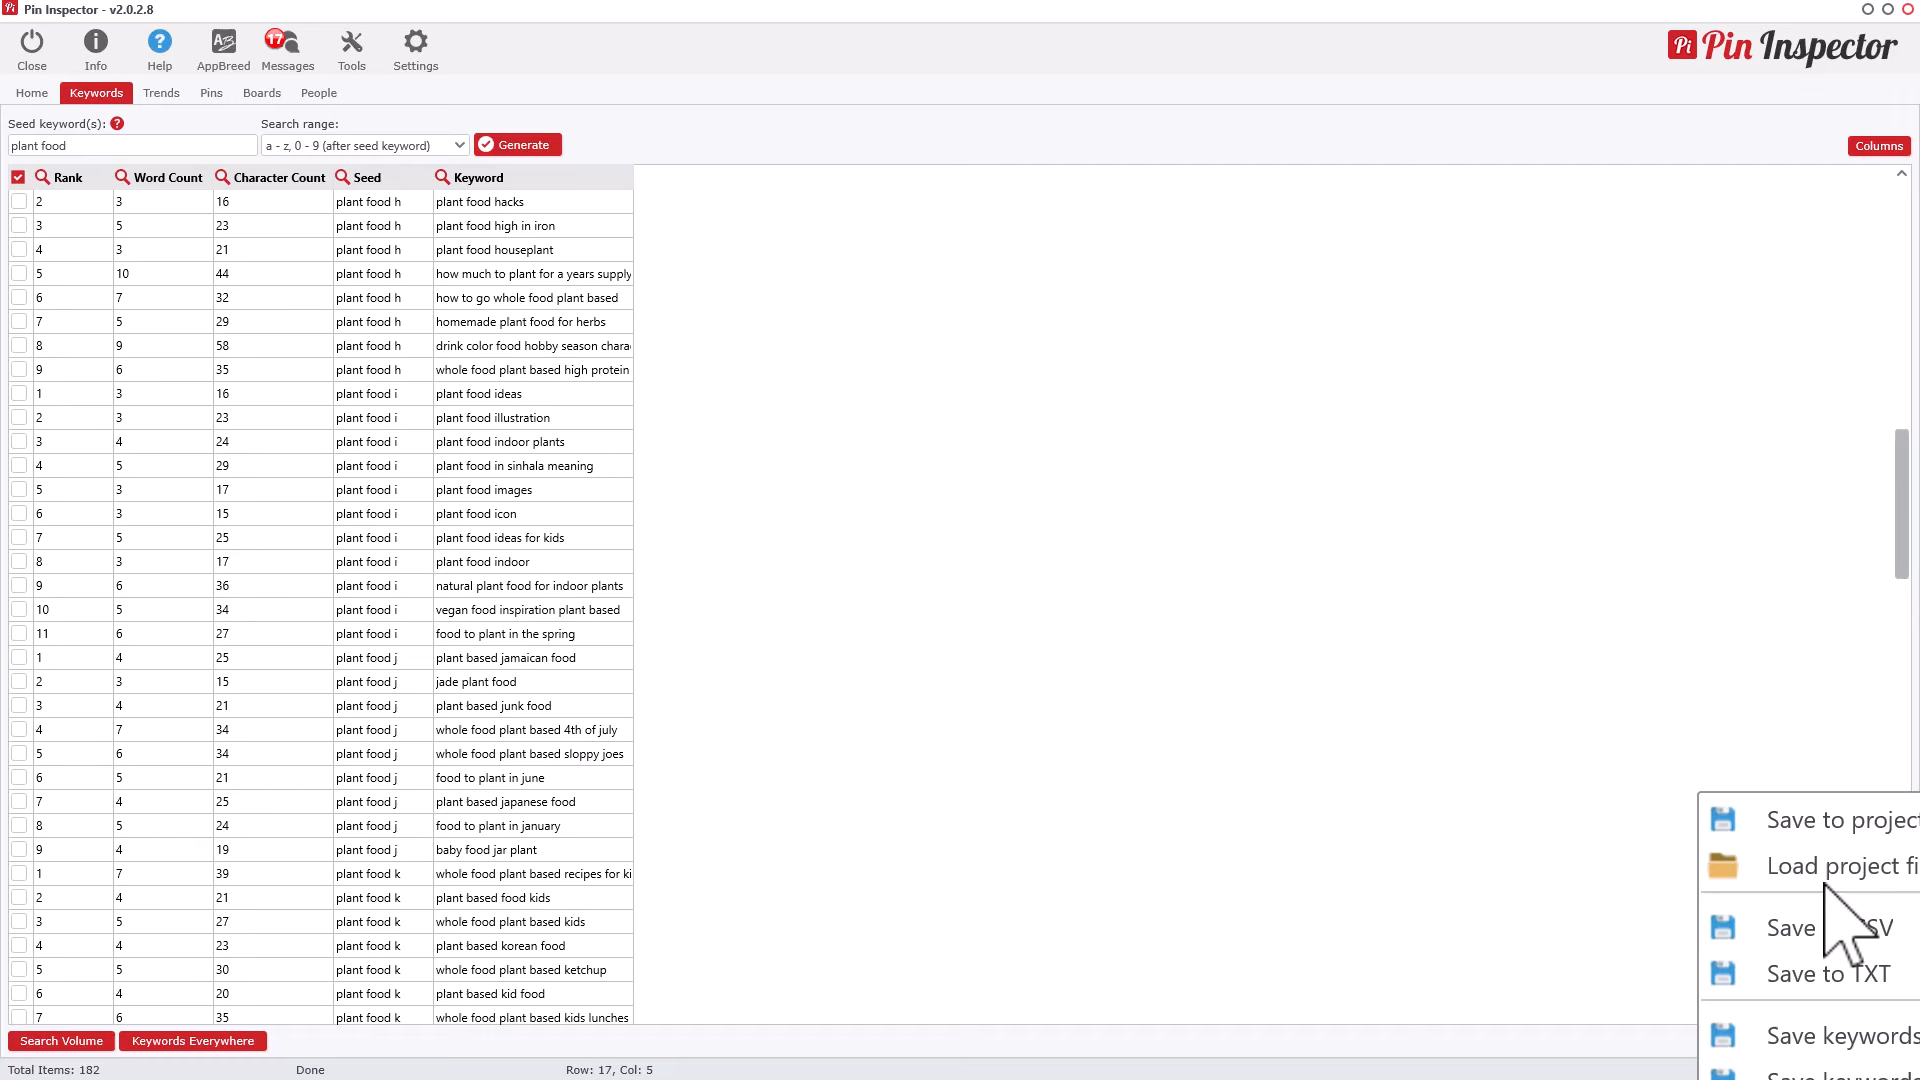 Pin Inspector - v2.0.2.8
Close Info Help AppBreed 17 Messages Tools Settings
Pi Pin Inspector
Home Keywords Trends Pins Boards People
Seed keyword(s): ? Search range:
plant food a - z, 0 - 9 (after seed keyword) Generate Columns
Rank Word Count Character Count Seed Keyword
2 3 16 plant food h plant food hacks
3 5 23 plant food h plant food high in iron
4 3 21 plant food h plant food houseplant
5 10 44 plant food h how much to plant for a years supply
6 7 32 plant food h how to go whole food plant based
7 5 29 plant food h homemade plant food for herbs
8 9 58 plant food h drink color food hobby season chara
9 6 35 plant food h whole food plant based high protein
1 3 16 plant food i plant food ideas
2 3 23 plant food i plant food illustration
3 4 24 plant food i plant food indoor plants
4 5 29 plant food i plant food in sinhala meaning
5 3 17 plant food i plant food images
6 3 15 plant food i plant food icon
7 5 25 plant food i plant food ideas for kids
8 3 17 plant food i plant food indoor
9 6 36 plant food i natural plant food for indoor plants
10 5 34 plant food i vegan food inspiration plant based
11 6 27 plant food i food to plant in the spring
1 4 25 plant food j plant based jamaican food
2 3 15 plant food j jade plant food
3 4 21 plant food j plant based junk food
4 7 34 plant food j whole food plant based 4th of july
5 6 34 plant food j whole food plant based sloppy joes
6 5 21 plant food j food to plant in june
7 4 25 plant food j plant based japanese food
8 5 24 plant food j food to plant in january
9 4 19 plant food j baby food jar plant
1 7 39 plant food k whole food plant based recipes for ki
2 4 21 plant food k plant based food kids
3 5 27 plant food k whole food plant based kids
4 4 23 plant food k plant based korean food
5 5 30 plant food k whole food plant based ketchup
6 4 20 plant food k plant based kid food
7 6 35 plant food k whole food plant based kids lunches
Save to project
Load project fi
Save SV
Save to TXT
Save keywords
Save keywords
Search Volume Keywords Everywhere
Total Items: 182 Done Row: 17, Col: 5